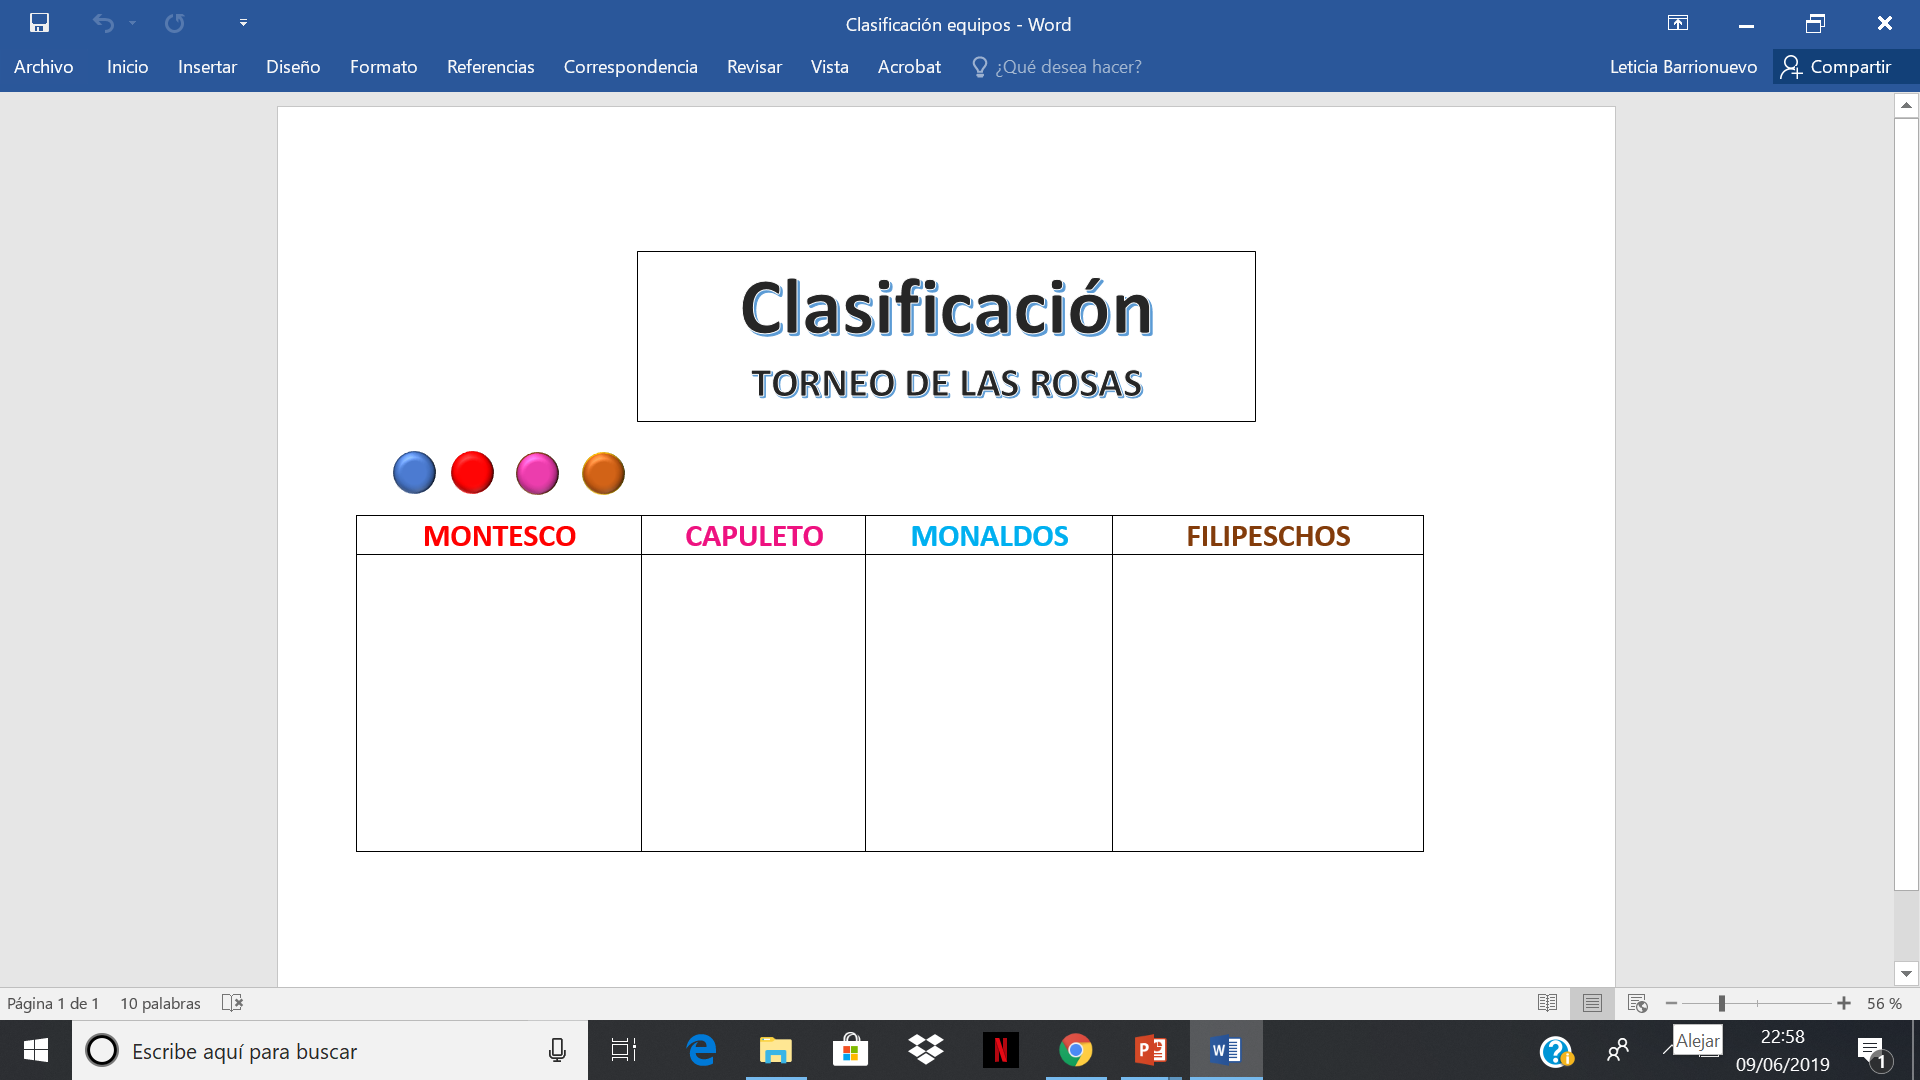 Clasificación equipos - Word
Archivo Inicio Insertar Diseño Formato Referencias Correspondencia Revisar Vista Acrobat ¿Qué desea hacer? Leticia Barrionuevo Compartir
Clasificación
TORNEO DE LAS ROSAS
MONTESCO CAPULETO MONALDOS FILIPESCHOS
Página 1 de 1 10 palabras 56 %
Alejar
Escribe aquí para buscar
22:58
09/06/2019
1